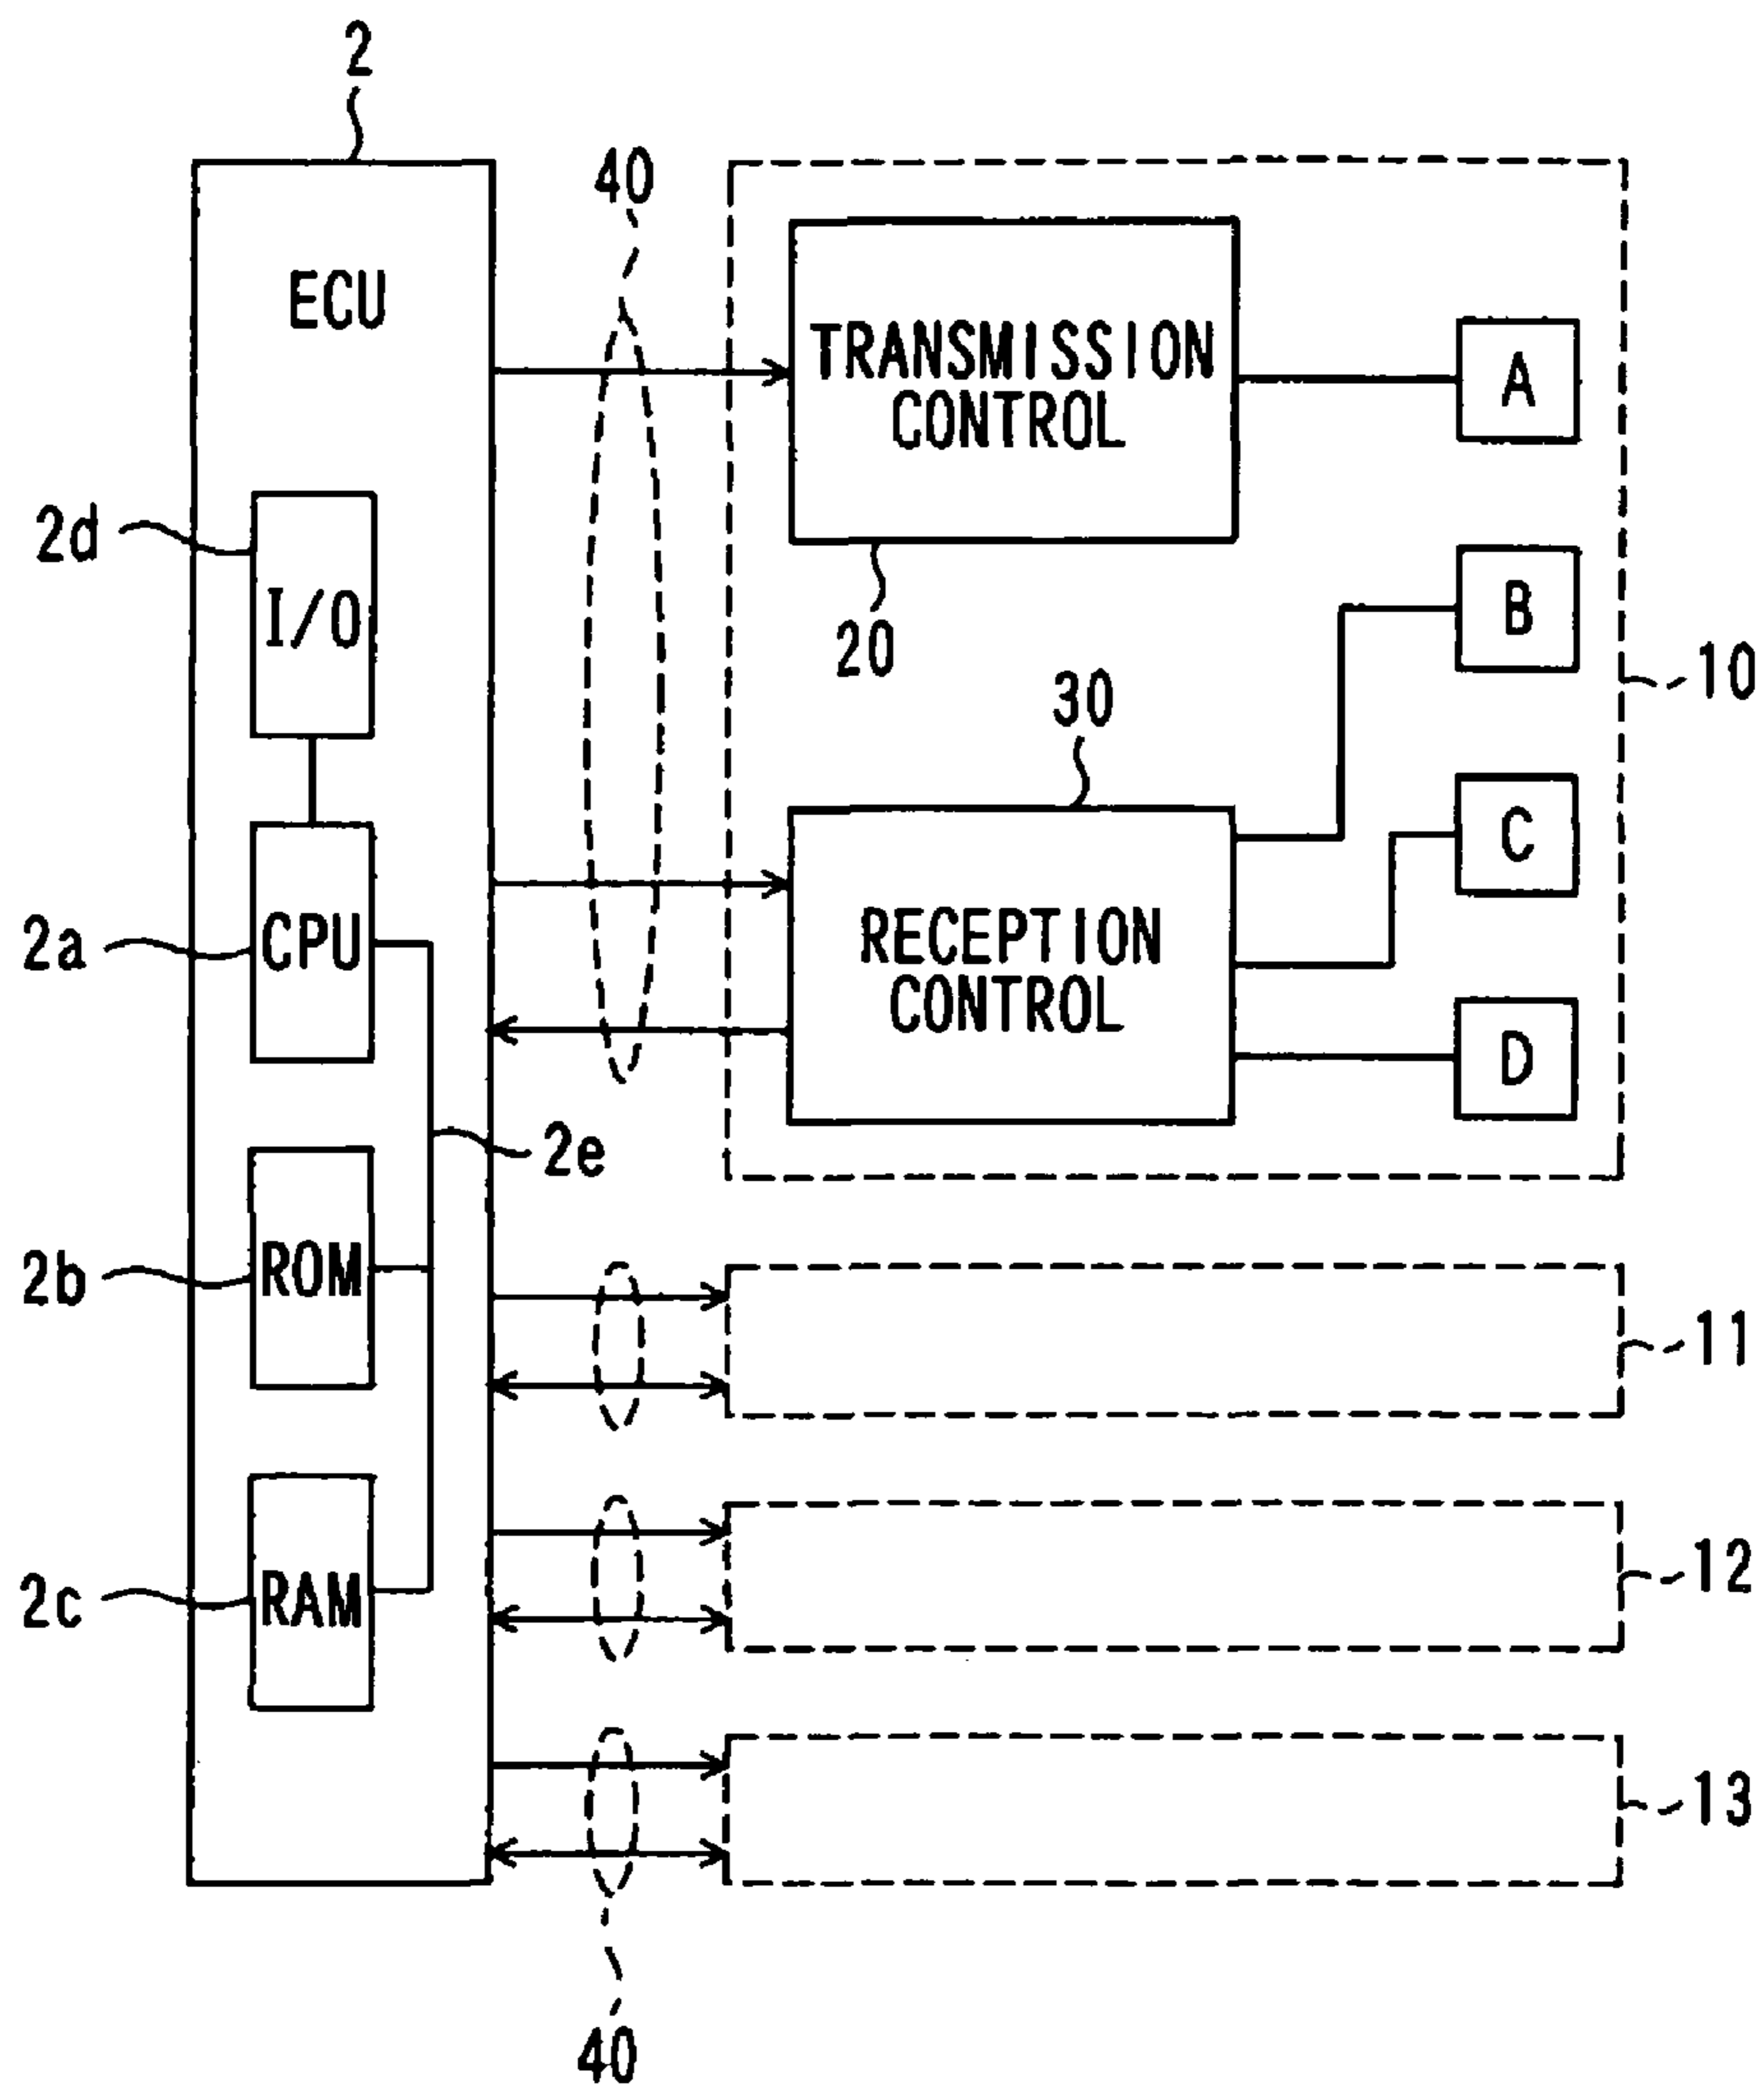 2
40
ECU
TRANSMISSION
CONTROL
A
2d
I/O
B
20
10
30
C
2a
CPU
RECEPTION
CONTROL
D
2e
2b
ROM
11
2c
RAM
12
13
40